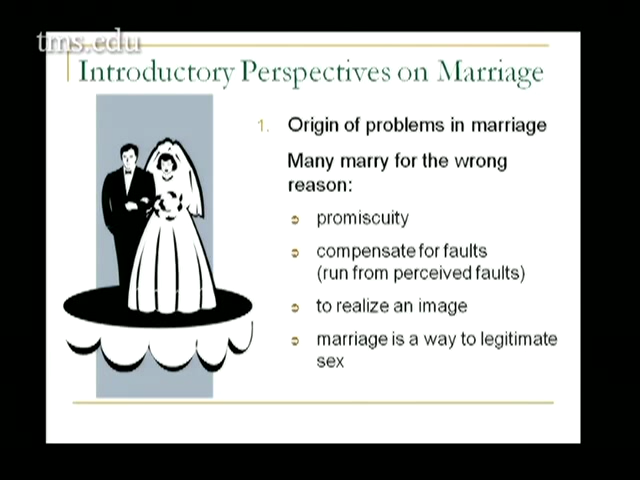 tms.edu
Introductory Perspectives on Marriage
1. Origin of problems in marriage
Many marry for the wrong
reason:
promiscuity
compensate for faults
(run from perceived faults)
to realize an image
marriage is a way to legitimate
sex